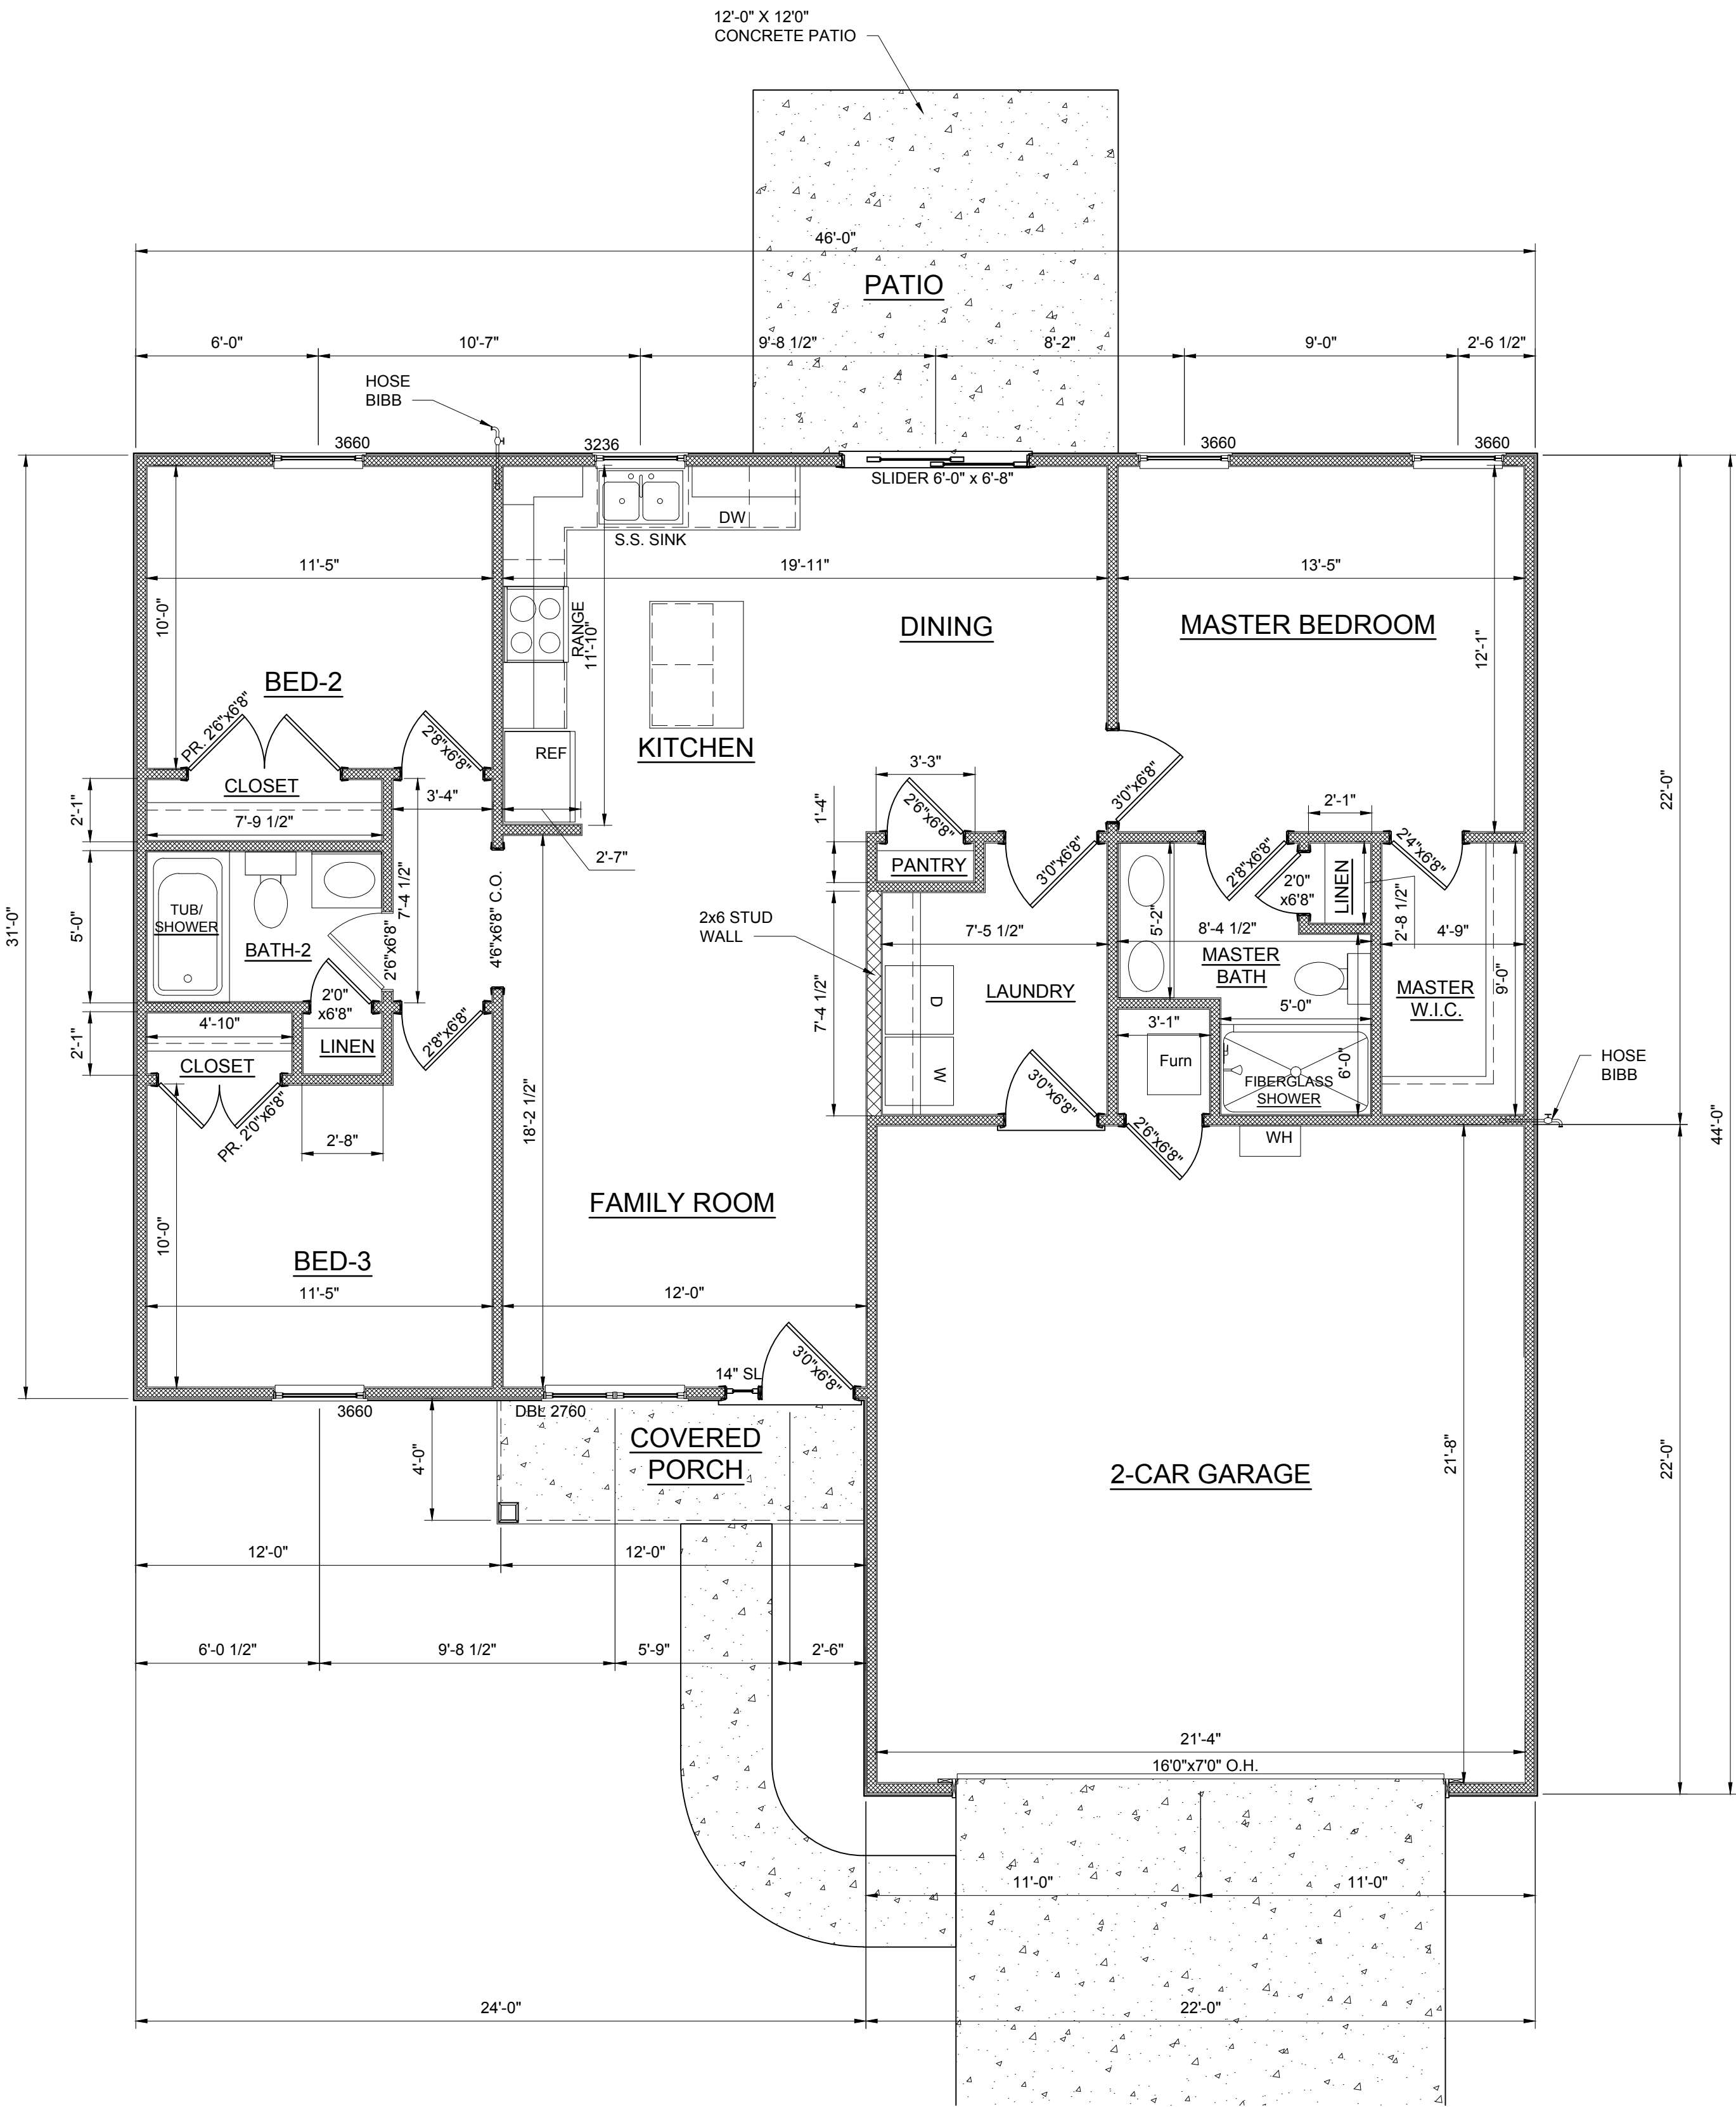 12'-0" X 12'0"
CONCRETE PATIO
46'-0"
PATIO
6'-0"
10'-7"
9'-8 1/2"
8'-2"
9'-0"
2'-6 1/2"
HOSE
BIBB
3660
3236
3660
3660
SLIDER 6'-0" x 6'-8"
DW
S.S. SINK
11'-5"
19'-11"
13'-5"
10'-0"
RANGE
11'-10"
DINING
MASTER BEDROOM
12'-1"
22'-0"
BED-2
PR. 2'6"x6'8"
2'8"x6'8"
REF
KITCHEN
3'-3"
3'0"x6'8"
CLOSET
3'-4"
2'-1"
7'-9 1/2"
1'-4"
2'6"x6'8"
2'-1"
2'-7"
PANTRY
3'0"x6'8"
2'8"x6'8"
2'0"
x6'8"
LINEN
2'4"x6'8"
2'-8 1/2"
31'-0"
5'-0"
TUB/
SHOWER
BATH-2
2'6"x6'8"
7'-4 1/2"
4'6"x6'8" C.O.
2x6 STUD
WALL
7'-5 1/2"
5'-2"
8'-4 1/2"
4'-9"
MASTER
BATH
2'0"
x6'8"
LAUNDRY
D
7'-4 1/2"
MASTER
W.I.C.
9'-0"
5'-0"
2'-1"
4'-10"
LINEN
2'8"x6'8"
3'-1"
CLOSET
Furn
W
3'0"x6'8"
FIBERGLASS
SHOWER
6'-0"
HOSE
BIBB
PR. 2'0"x6'8"
2'-8"
18'-2 1/2"
2'6"x6'8"
WH
44'-0"
FAMILY ROOM
10'-0"
BED-3
11'-5"
12'-0"
14" SL
3'0"x6'8"
3660
DBL 2760
COVERED
PORCH
4'-0"
2-CAR GARAGE
21'-8"
22'-0"
12'-0"
12'-0"
6'-0 1/2"
9'-8 1/2"
5'-9"
2'-6"
21'-4"
16'0"x7'0" O.H.
11'-0"
11'-0"
24'-0"
22'-0"